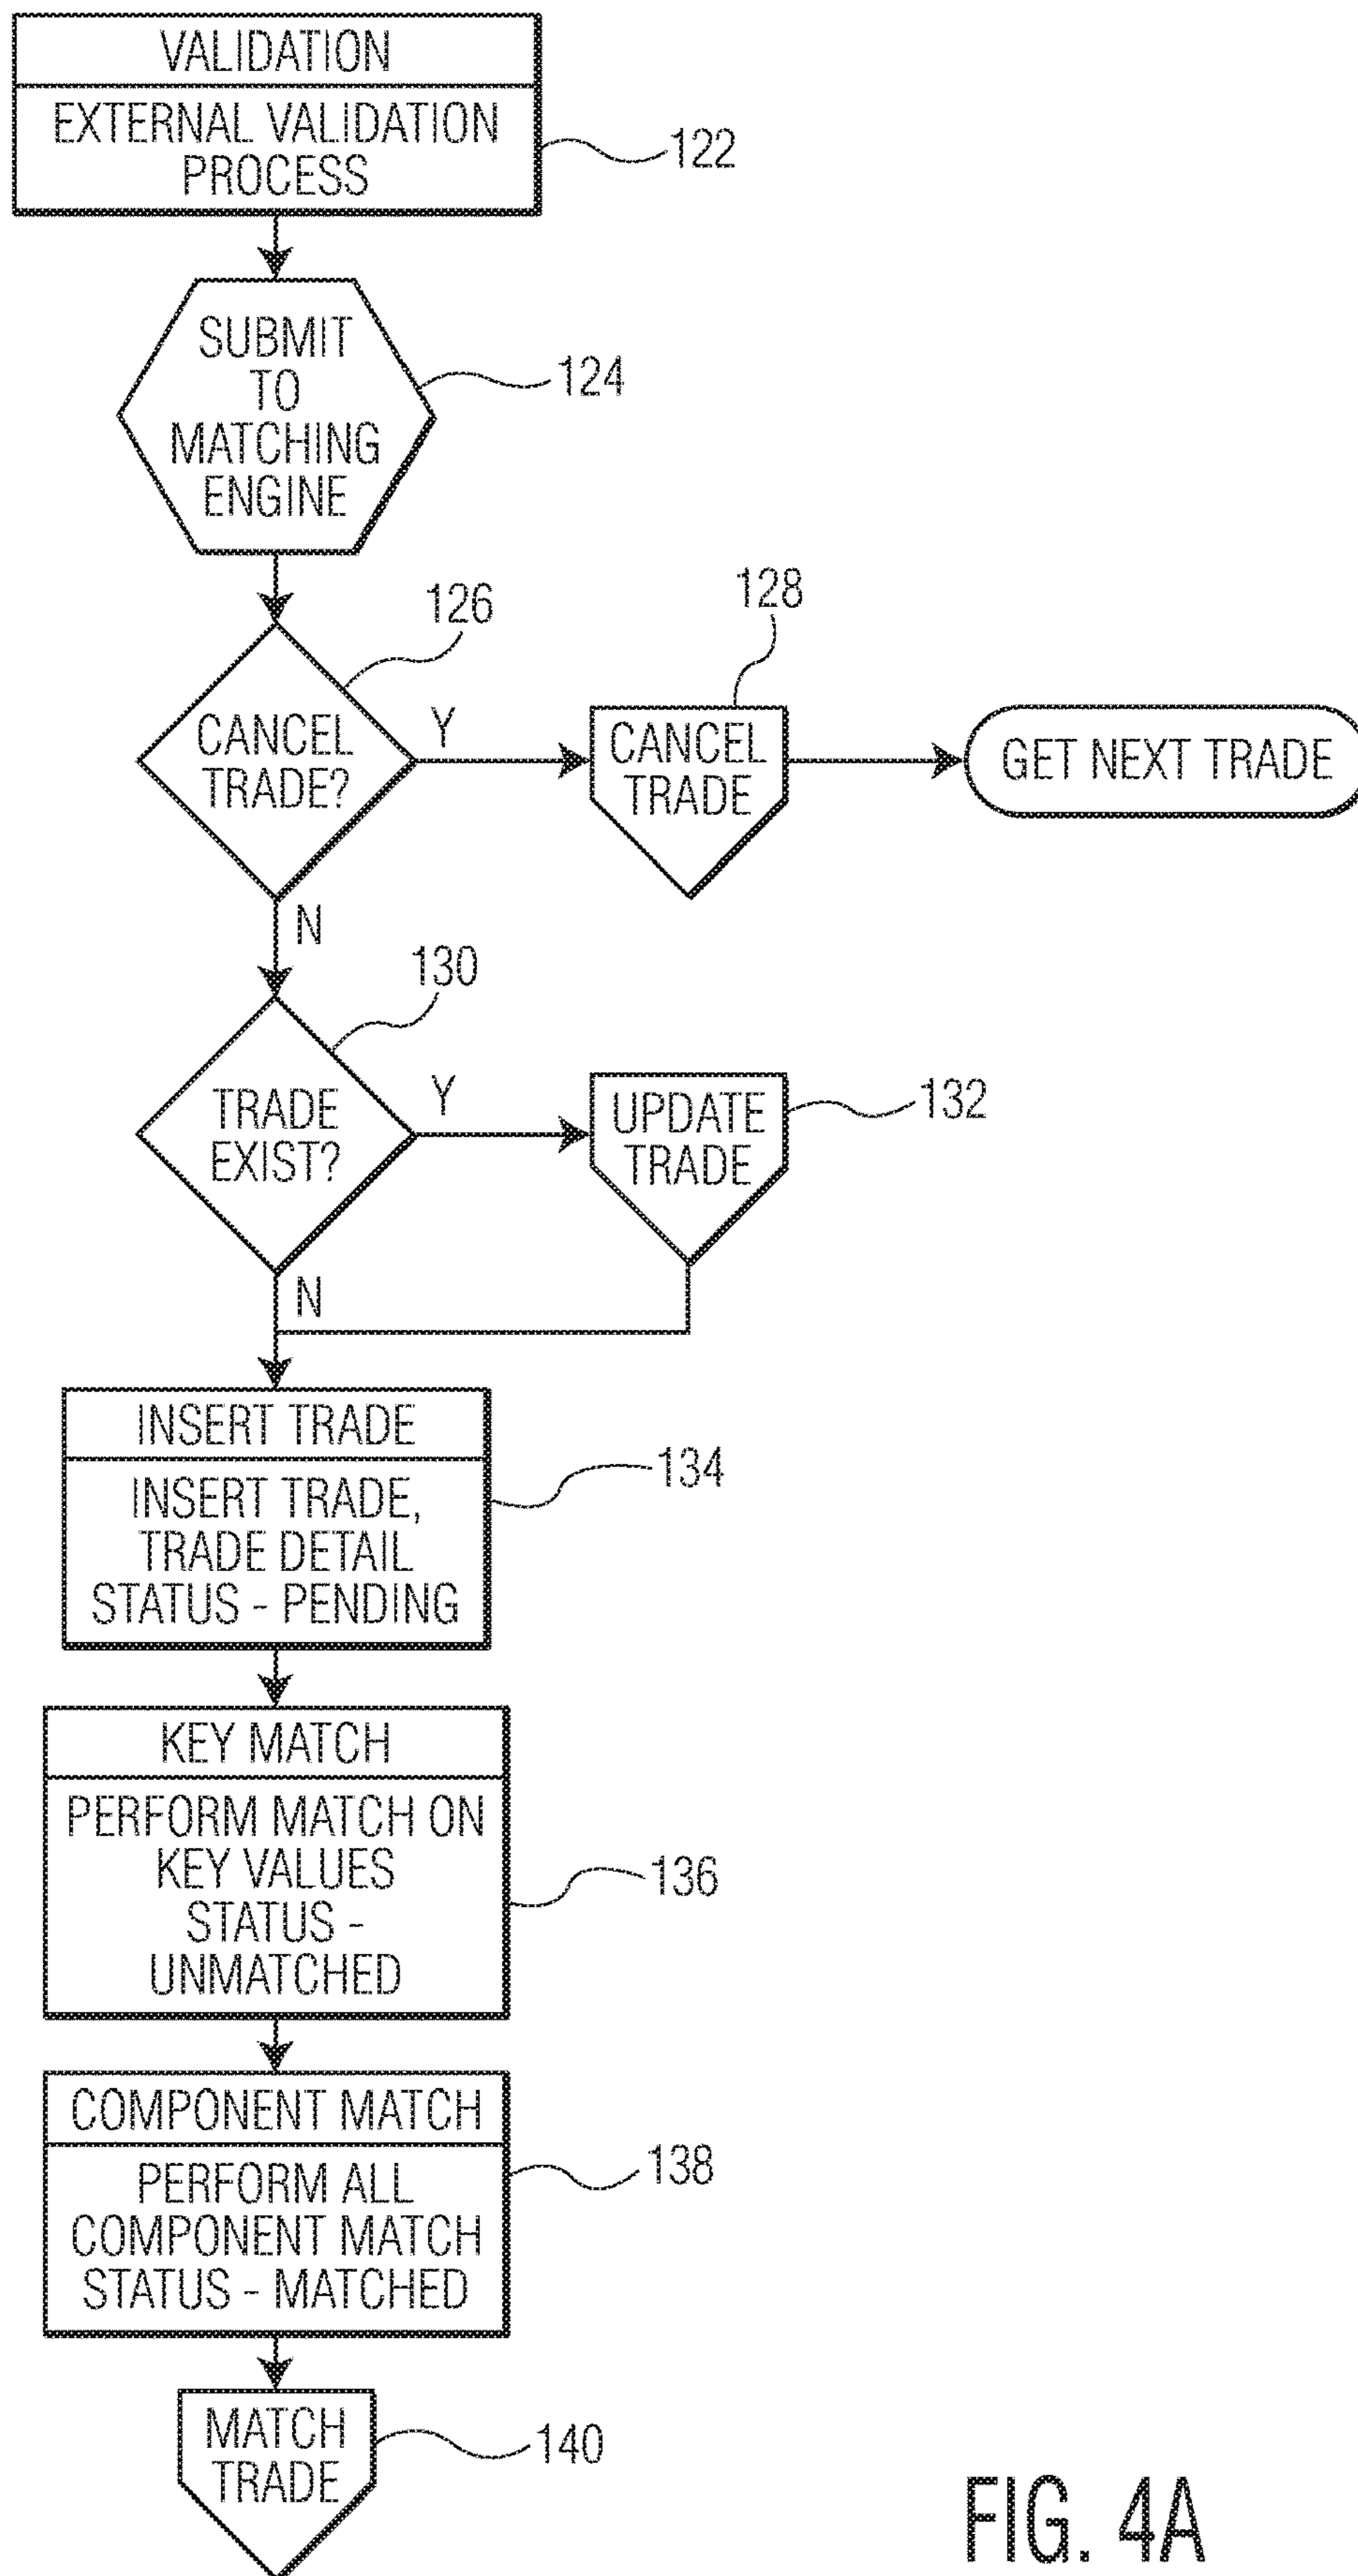 VALIDATION
EXTERNAL VALIDATION
PROCESS
122
SUBMIT
TO
MATCHING
ENGINE
124
126
CANCEL
TRADE?
Y
128
CANCEL
TRADE
GET NEXT TRADE
N
130
TRADE
EXIST?
Y
UPDATE
TRADE
132
N
INSERT TRADE
INSERT TRADE,
TRADE DETAIL
STATUS - PENDING
134
KEY MATCH
PERFORM MATCH ON
KEY VALUES
STATUS -
UNMATCHED
136
COMPONENT MATCH
PERFORM ALL
COMPONENT MATCH
STATUS - MATCHED
138
MATCH
TRADE
140
FIG. 4A